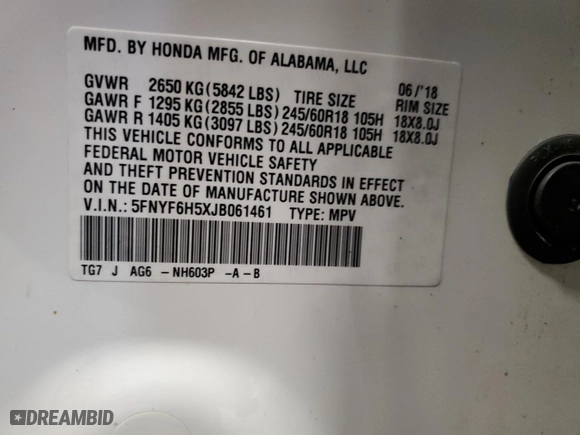 MFD. BY HONDA MFG. OF ALABAMA, LLC
GVWR 2650 KG (5842 LBS) TIRE SIZE 06/'18 RIM SIZE
GAWR F 1295 KG (2855 LBS) 245/60R18 105H 18X8.0J
GAWR R 1405 KG (3097 LBS) 245/60R18 105H 18X8.0J
THIS VEHICLE CONFORMS TO ALL APPLICABLE
FEDERAL MOTOR VEHICLE SAFETY
AND THEFT PREVENTION STANDARDS IN EFFECT
ON THE DATE OF MANUFACTURE SHOWN ABOVE.
V.I.N.: 5FNYF6H5XJB061461 TYPE: MPV
TG7 J AG6 - NH603P -A-B
DREAMBID